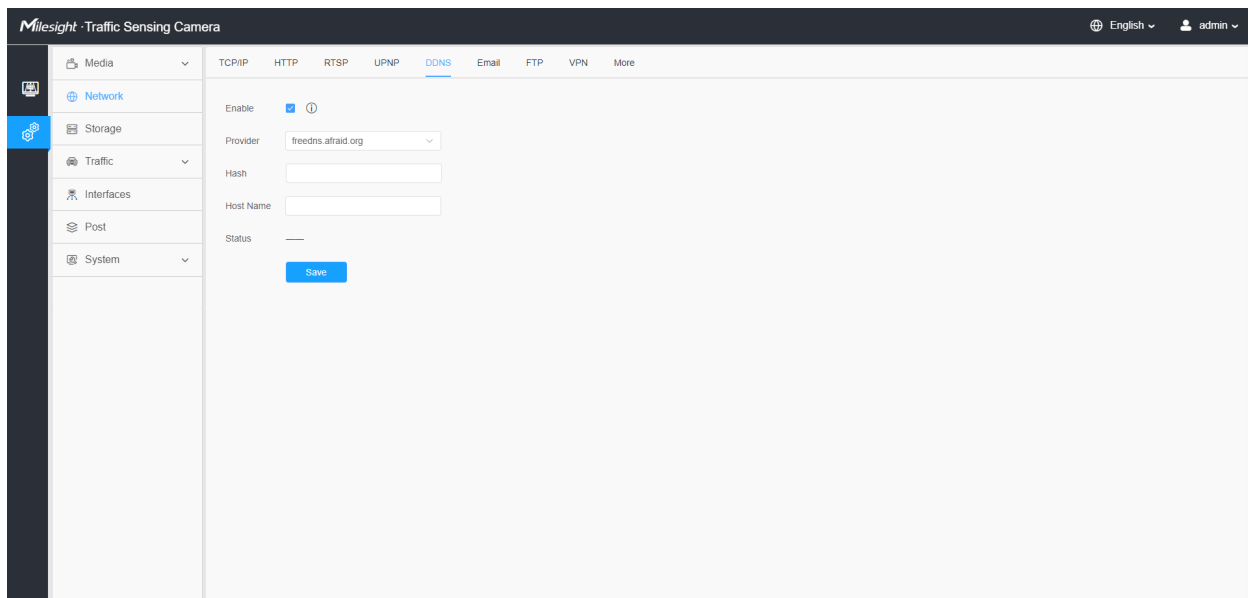 Milesight · Traffic Sensing Camera
English
admin
Media
Network
Storage
Traffic
Interfaces
Post
System
TCP/IP HTTP RTSP UPNP DDNS Email FTP VPN More
Enable
Provider freedns.afraid.org
Hash
Host Name
Status ——
Save